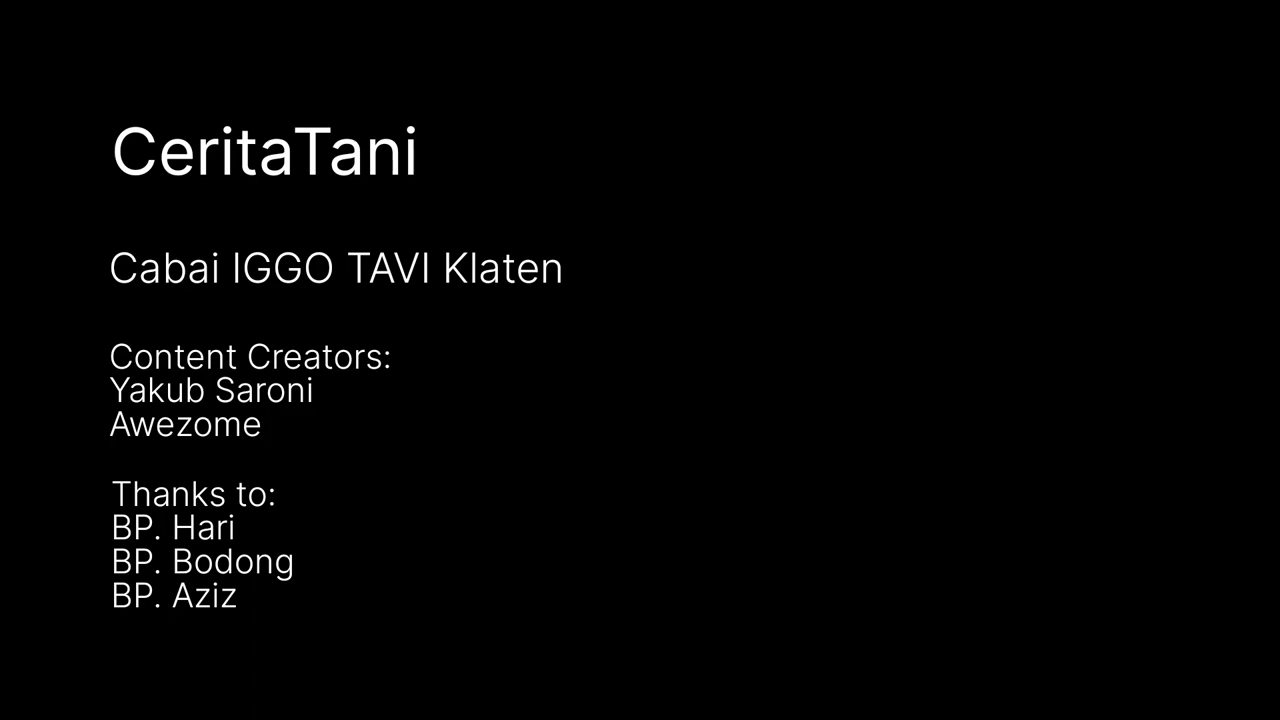 CeritaTani
Cabai IGGO TAVI Klaten
Content Creators:
Yakub Saroni
Awezome
Thanks to:
BP. Hari
BP. Bodong
BP. Aziz